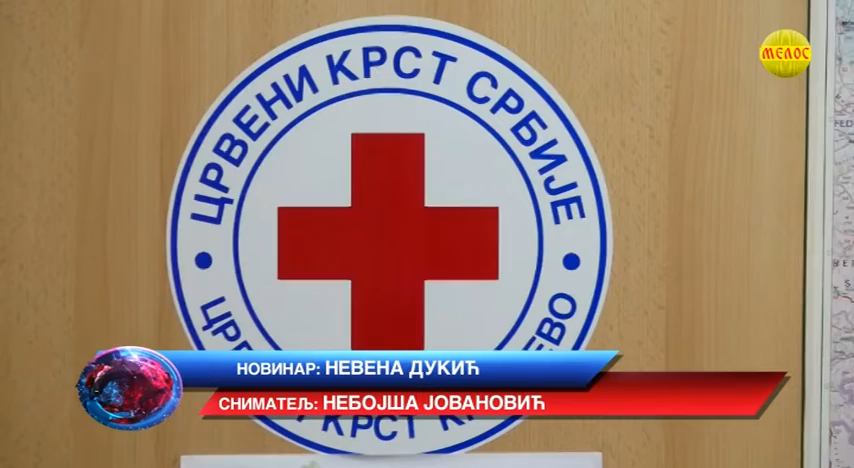 МЕЛОС
ЦРВЕНИ КРСТ СРБИЈЕ
НОВИНАР: НЕВЕНА ДУКИЋ
СНИМАТЕЉ: НЕБОЈША ЈОВАНОВИЋ
КРСТ